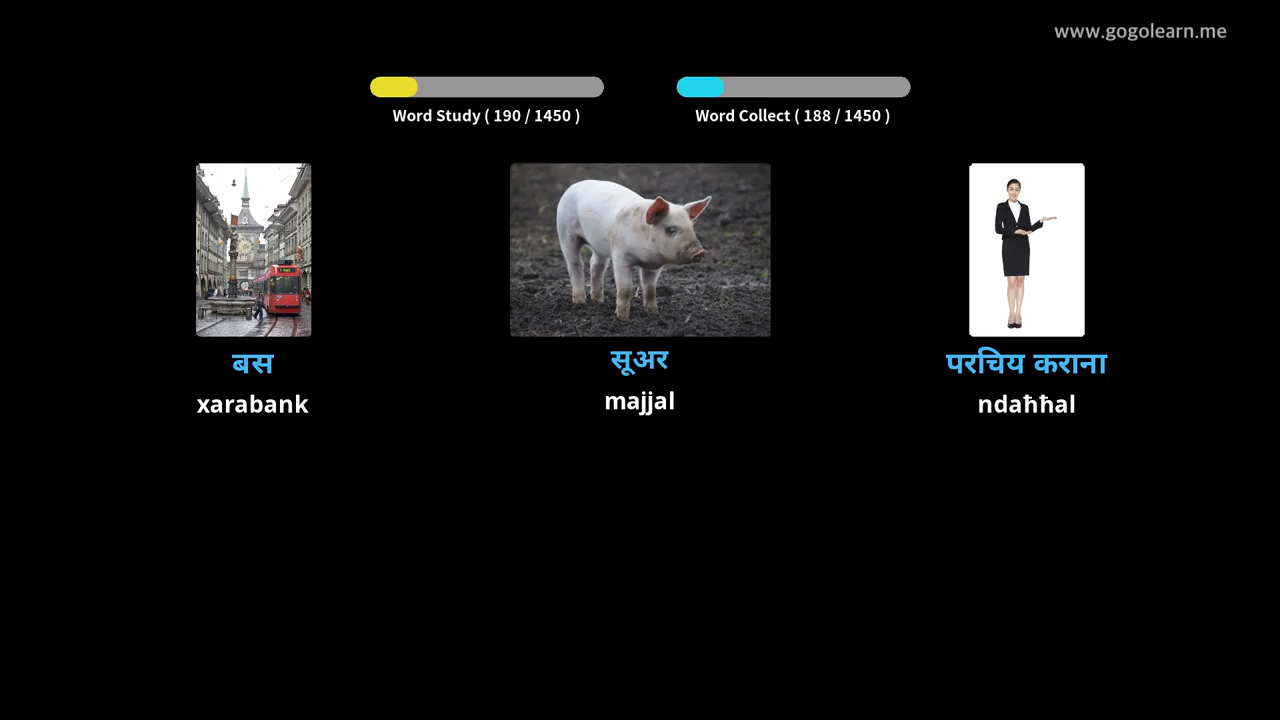 www.gogolearn.me
Word Study ( 190 / 1450 )
Word Collect ( 188 / 1450 )
बस
सूअर
परिचय कराना
xarabank
majjal
ndaħħal